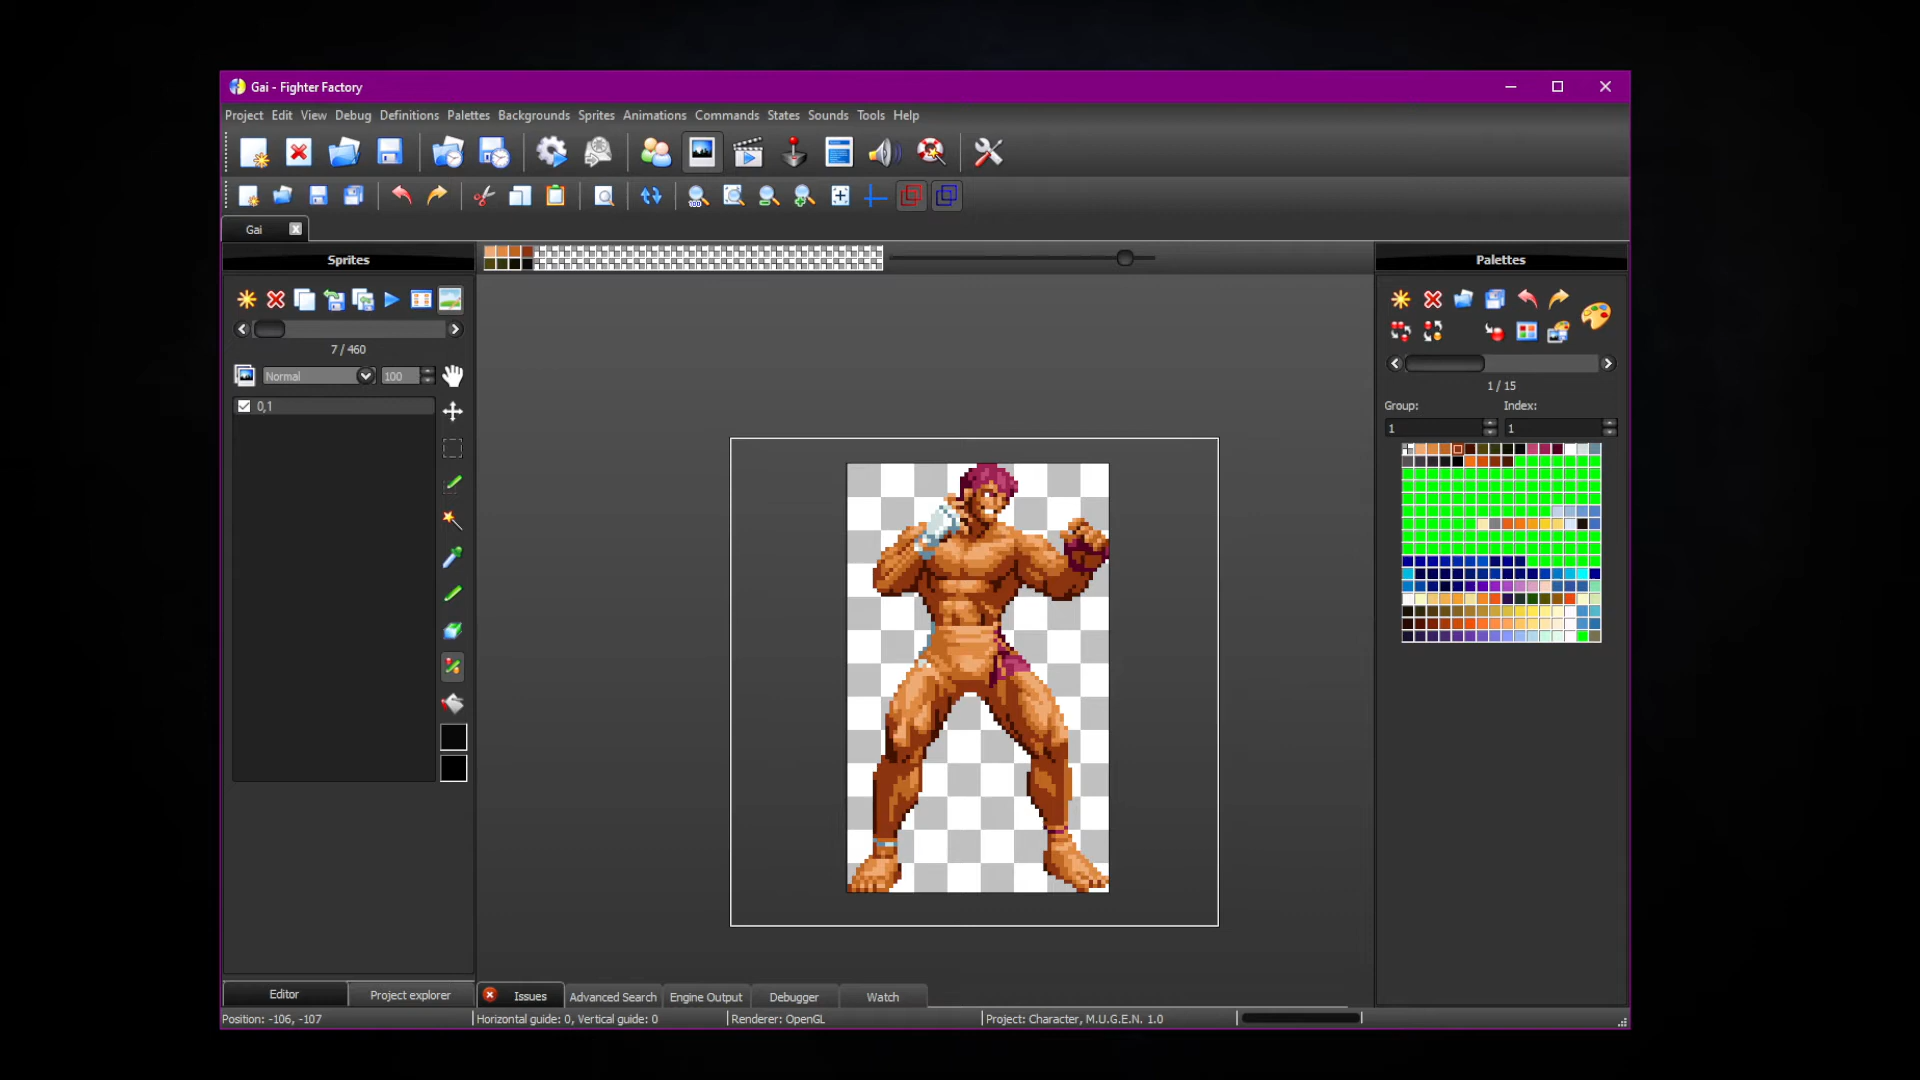 Gai - Fighter Factory
Project Edit View Debug Definitions Palettes Backgrounds Sprites Animations Commands States Sounds Tools Help
100
Gai
Sprites
Palettes
7 / 460
Normal 100
0,1
1 / 15
Group: Index:
1 1
Editor Project explorer
Issues Advanced Search Engine Output Debugger Watch
Position: -106, -107
Horizontal guide: 0, Vertical guide: 0
Renderer: OpenGL
Project: Character, M.U.G.E.N. 1.0